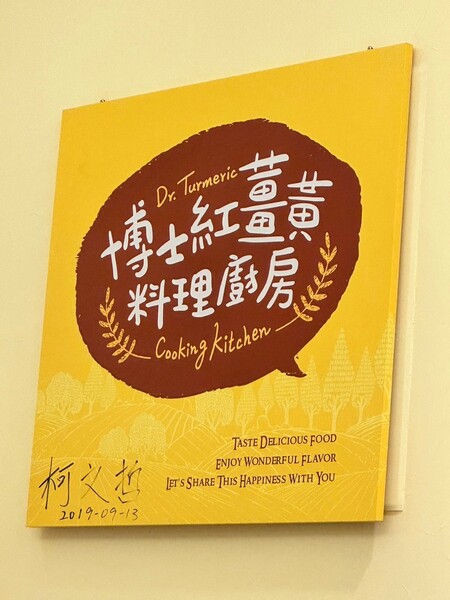 Dr. Turmeric
博士紅薑黃
料理廚房
Cooking Kitchen
TASTE DELICIOUS FOOD
ENJOY WONDERFUL FLAVOR
LET'S SHARE THIS HAPPINESS WITH YOU
柯文哲
2019-09-13